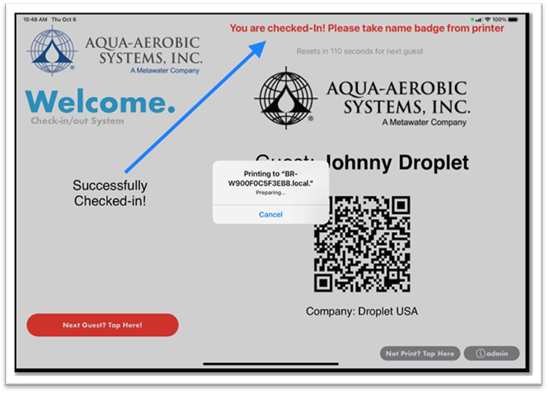 10:48 AM Thu Oct 6
100%
You are checked-In! Please take name badge from printer
Resets in 110 seconds for next guest
AQUA-AEROBIC
SYSTEMS, INC.
A Metawater Company
Welcome.
Check-in/out System
Successfully
Checked-in!
Next Guest? Tap Here!
AQUA-AEROBIC
SYSTEMS, INC.
A Metawater Company
Guest: Johnny Droplet
Printing to “BR-
W900F0C5F3EB8.local.”
Preparing...
Cancel
Company: Droplet USA
Not Print? Tap Here
admin